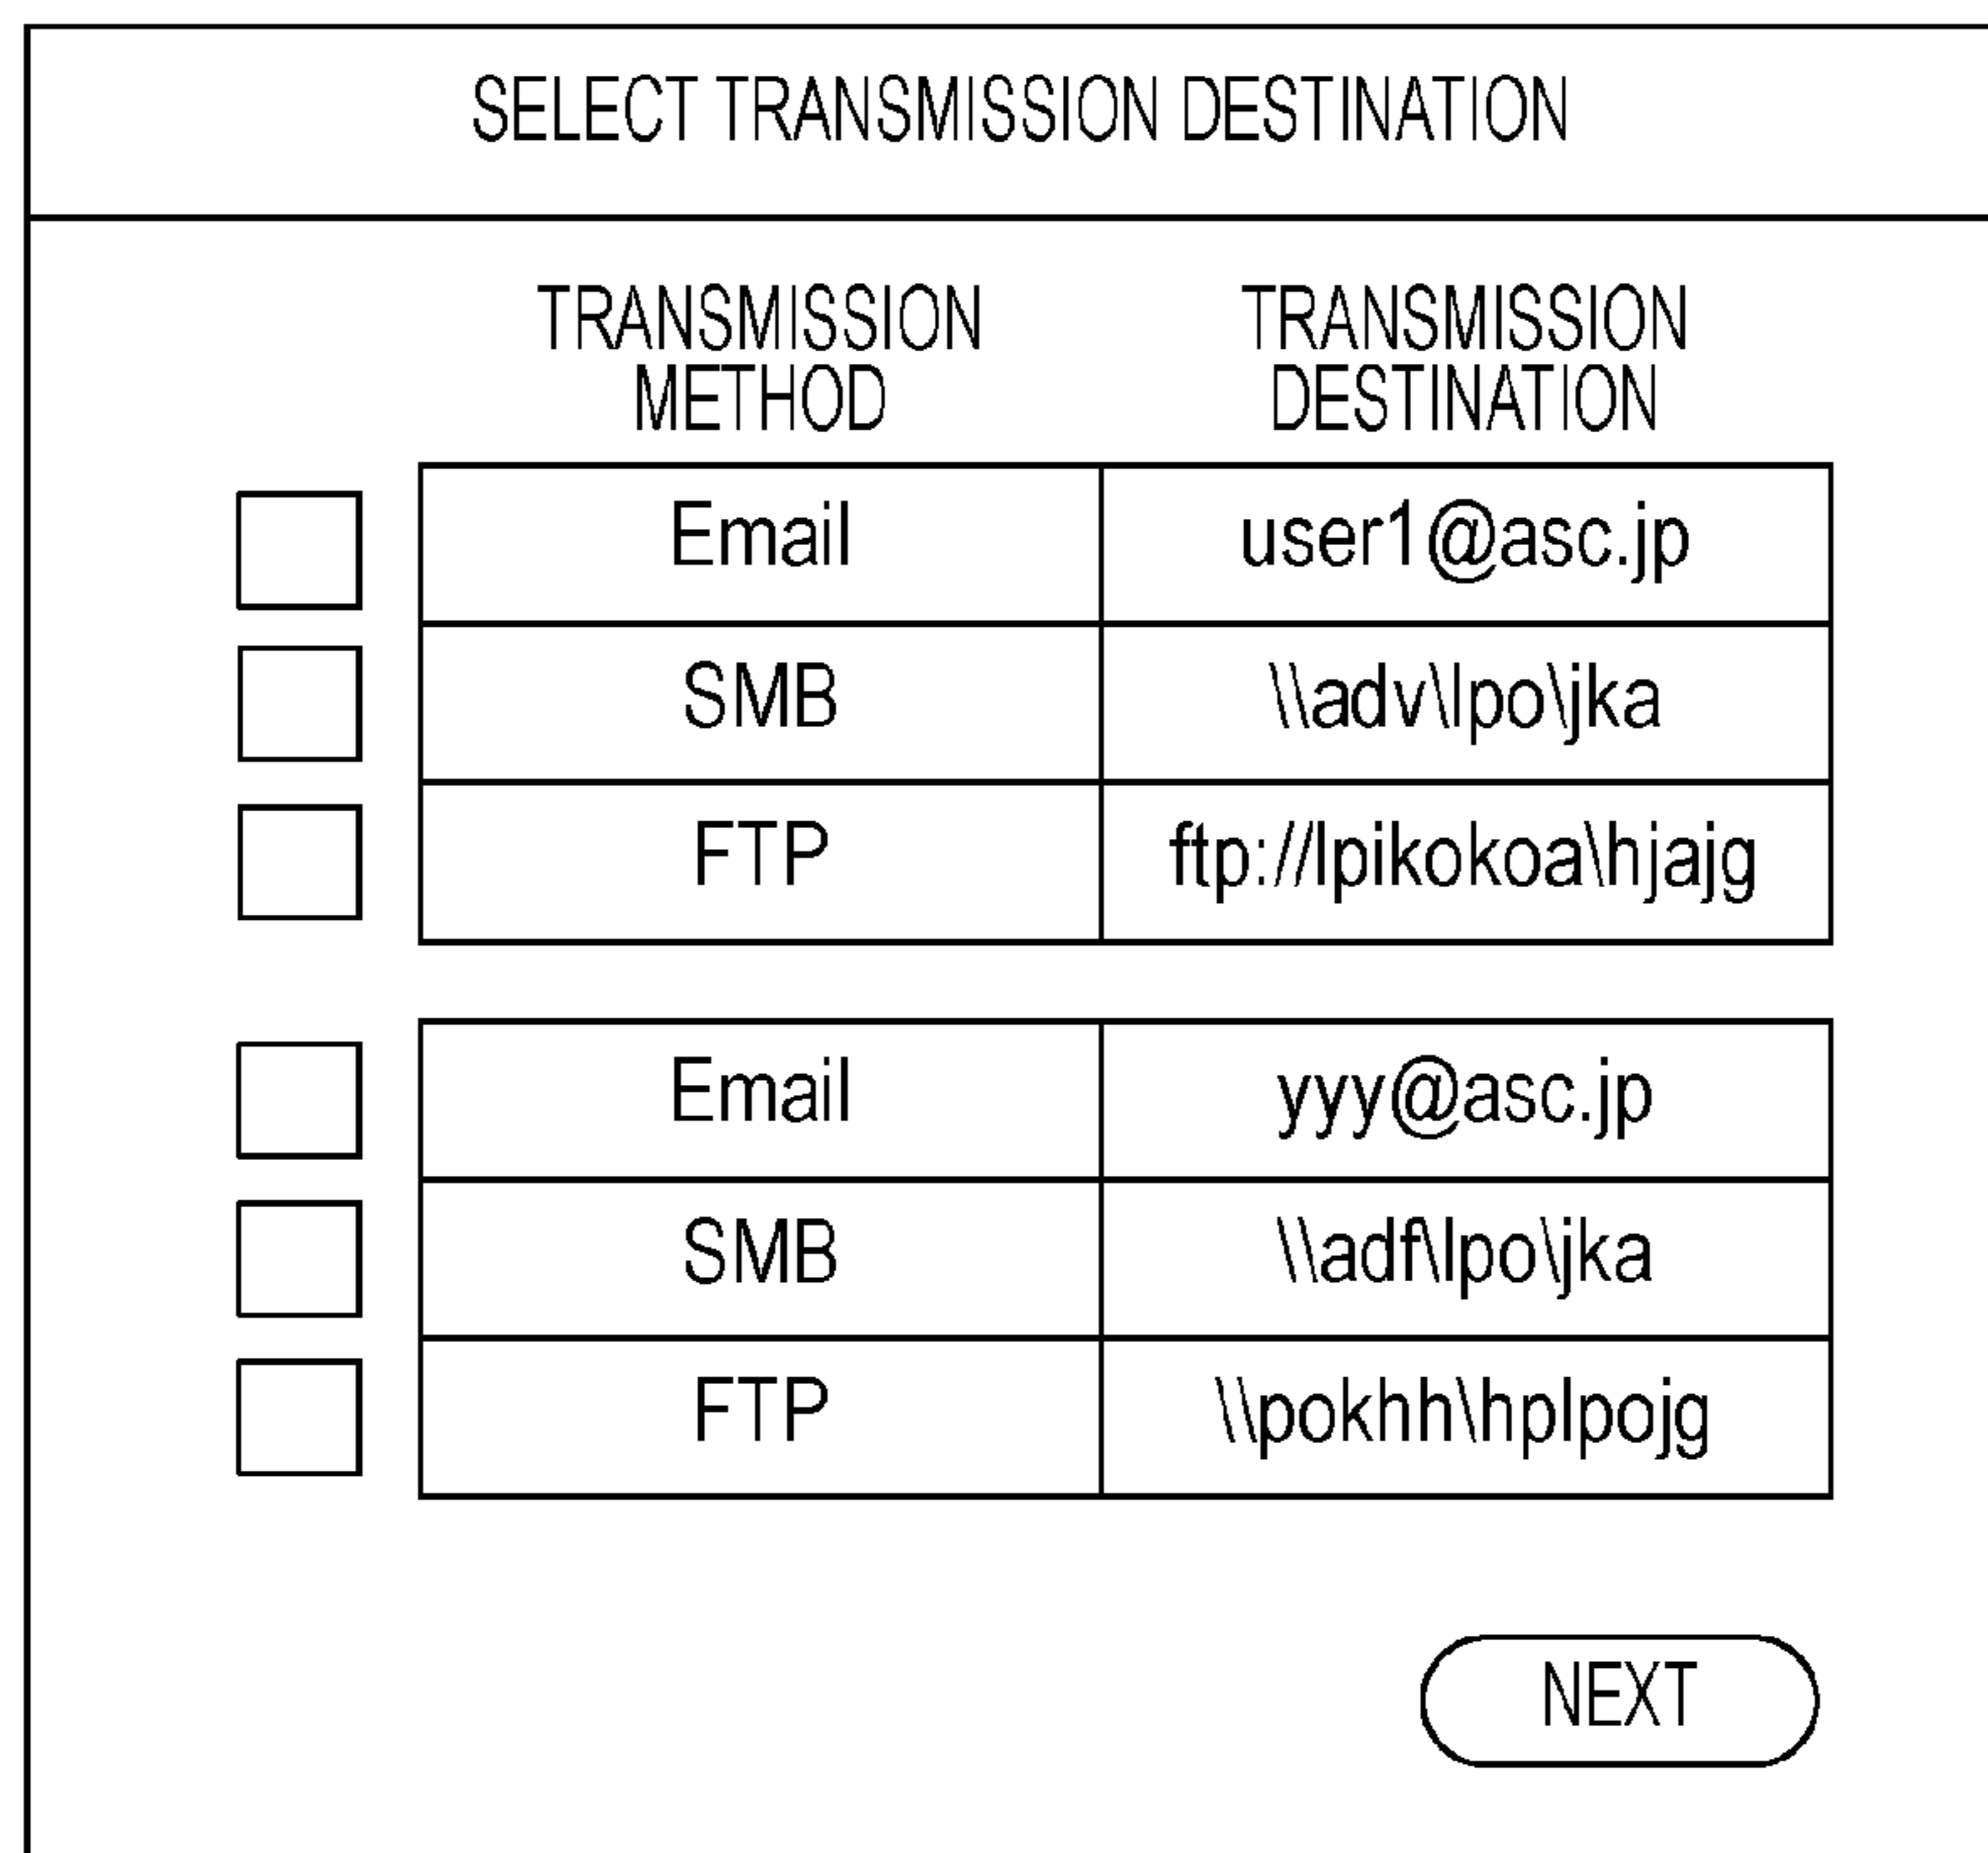 SELECT TRANSMISSION DESTINATION
TRANSMISSION METHOD
TRANSMISSION DESTINATION
Email user1@asc.jp
SMB \\adv\lpo\jka
FTP ftp://lpikokoa\hjajg
Email yyy@asc.jp
SMB \\adf\lpo\jka
FTP \\pokhh\hplpojg
NEXT